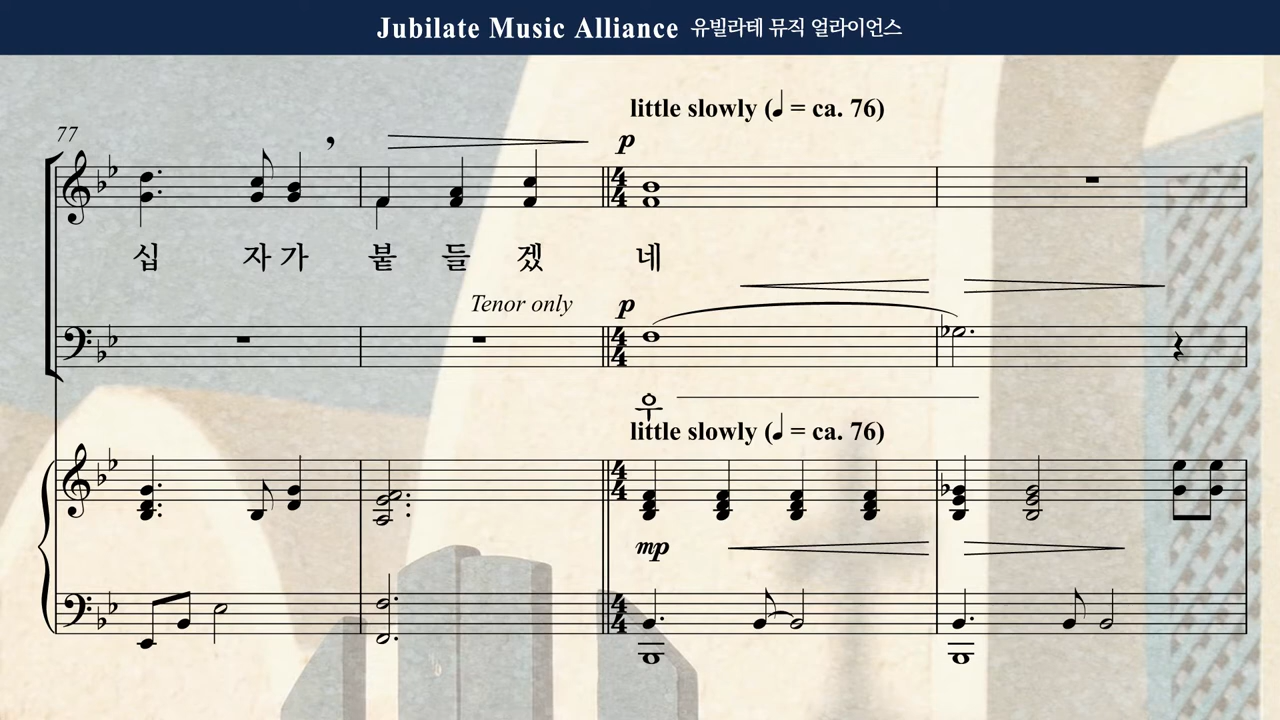 Jubilate Music Alliance 유빌라테 뮤직 얼라이언스
little slowly (♩ = ca. 76)
77
p
십 자 가 붙 들 겠 네
Tenor only
p
우
little slowly (♩ = ca. 76)
mp